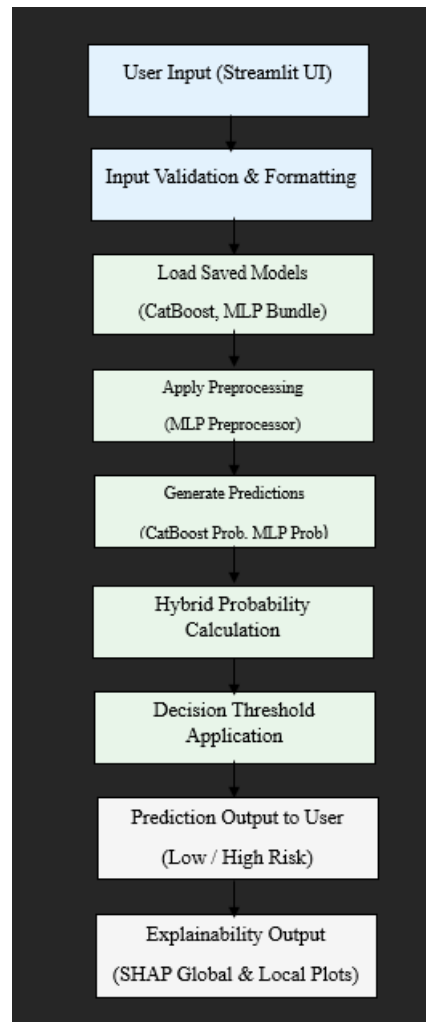 User Input (Streamlit UI)
Input Validation & Formatting
Load Saved Models
(CatBoost, MLP Bundle)
Apply Preprocessing
(MLP Preprocessor)
Generate Predictions
(CatBoost Prob, MLP Prob)
Hybrid Probability
Calculation
Decision Threshold
Application
Prediction Output to User
(Low / High Risk)
Explainability Output
(SHAP Global & Local Plots)